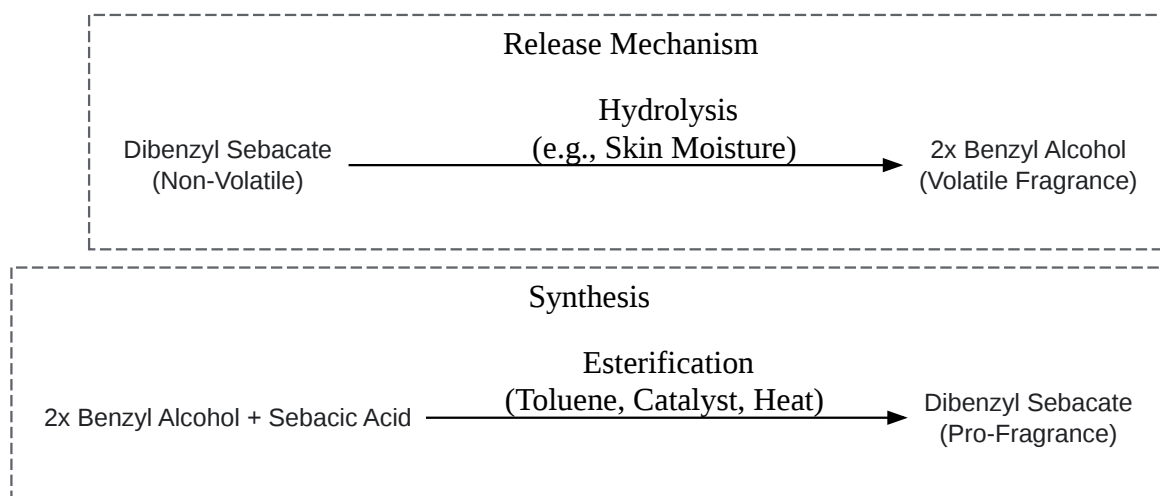 Release Mechanism
Hydrolysis
(e.g., Skin Moisture)
Dibenzyl Sebacate
(Non-Volatile)
2x Benzyl Alcohol
(Volatile Fragrance)
Synthesis
Esterification
(Toluene, Catalyst, Heat)
2x Benzyl Alcohol + Sebacic Acid
Dibenzyl Sebacate
(Pro-Fragrance)